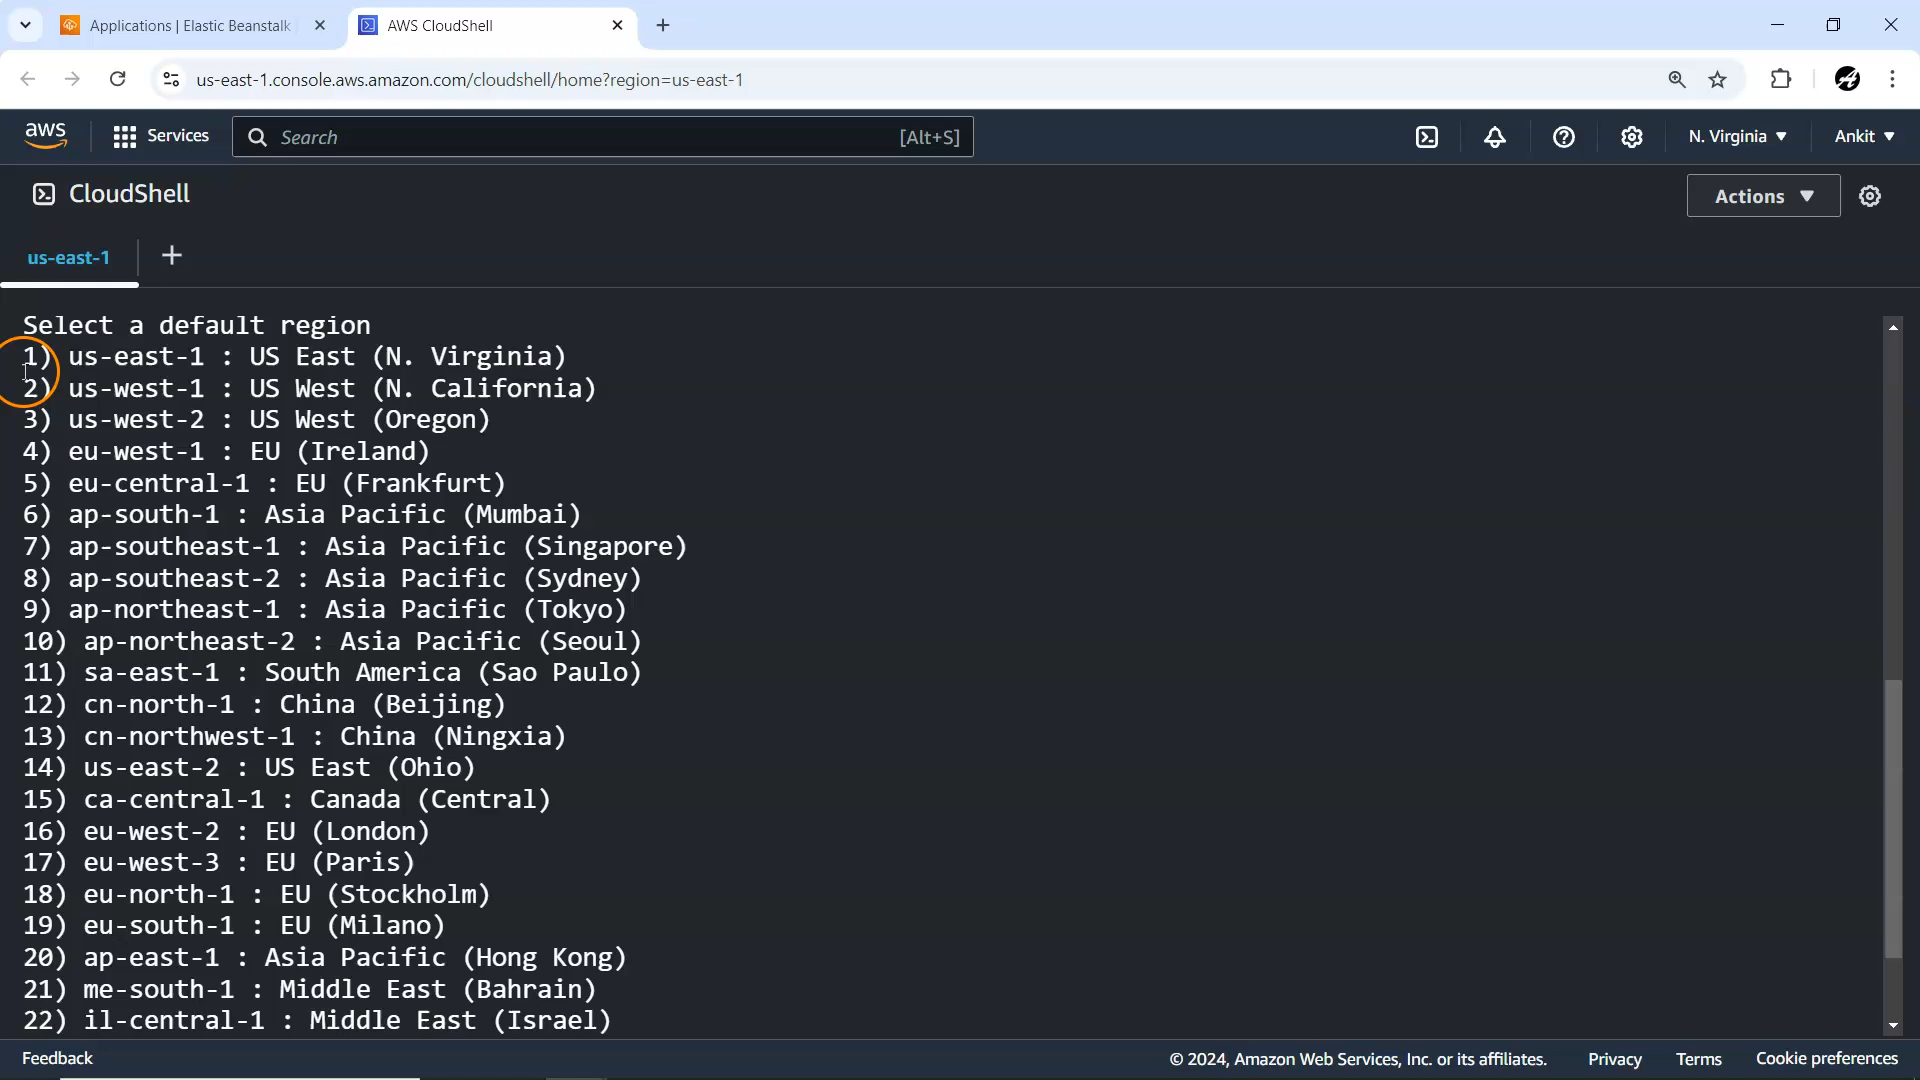 Applications | Elastic Beanstalk
AWS CloudShell
us-east-1.console.aws.amazon.com/cloudshell/home?region=us-east-1
aws
Services
Search
[Alt+S]
N. Virginia
Ankit
CloudShell
Actions
us-east-1
Select a default region
1) us-east-1 : US East (N. Virginia)
2) us-west-1 : US West (N. California)
3) us-west-2 : US West (Oregon)
4) eu-west-1 : EU (Ireland)
5) eu-central-1 : EU (Frankfurt)
6) ap-south-1 : Asia Pacific (Mumbai)
7) ap-southeast-1 : Asia Pacific (Singapore)
8) ap-southeast-2 : Asia Pacific (Sydney)
9) ap-northeast-1 : Asia Pacific (Tokyo)
10) ap-northeast-2 : Asia Pacific (Seoul)
11) sa-east-1 : South America (Sao Paulo)
12) cn-north-1 : China (Beijing)
13) cn-northwest-1 : China (Ningxia)
14) us-east-2 : US East (Ohio)
15) ca-central-1 : Canada (Central)
16) eu-west-2 : EU (London)
17) eu-west-3 : EU (Paris)
18) eu-north-1 : EU (Stockholm)
19) eu-south-1 : EU (Milano)
20) ap-east-1 : Asia Pacific (Hong Kong)
21) me-south-1 : Middle East (Bahrain)
22) il-central-1 : Middle East (Israel)
Feedback
© 2024, Amazon Web Services, Inc. or its affiliates.
Privacy
Terms
Cookie preferences